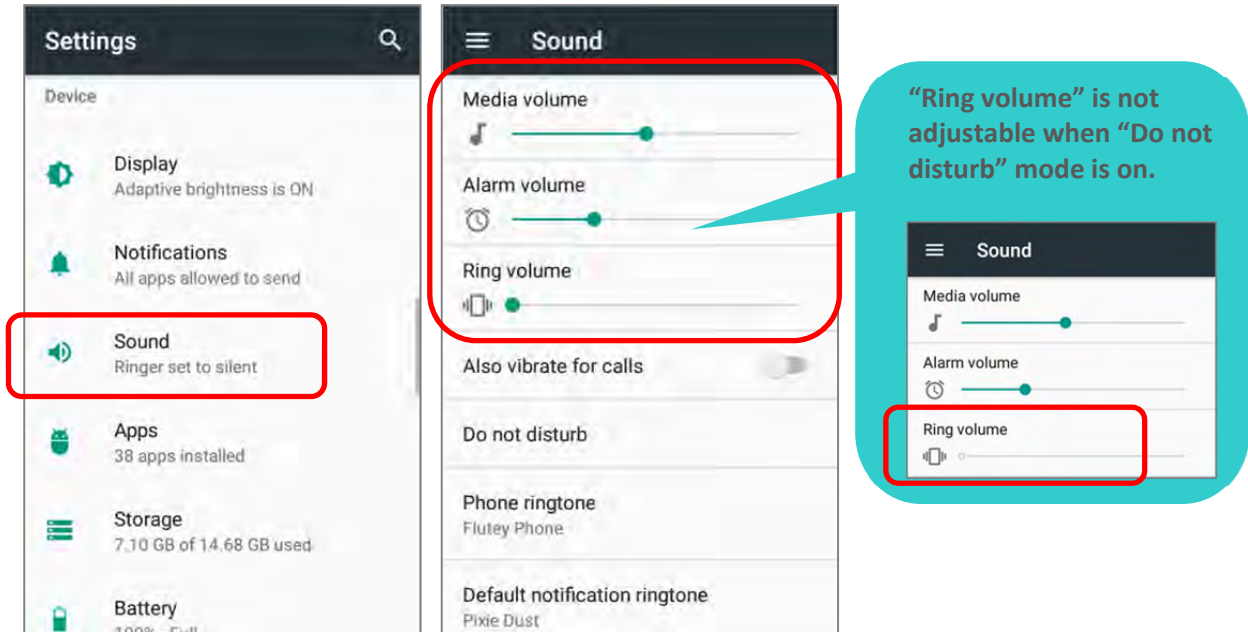 Settings
Device
Display
Adaptive brightness is ON
Notifications
All apps allowed to send
Sound
Ringer set to silent
Apps
38 apps installed
Storage
7.10 GB of 14.68 GB used
Battery
Sound
Media volume
Alarm volume
Ring volume
Also vibrate for calls
Do not disturb
Phone ringtone
Flutey Phone
Default notification ringtone
Pixie Dust
“Ring volume” is not
adjustable when “Do not
disturb” mode is on.
Sound
Media volume
Alarm volume
Ring volume